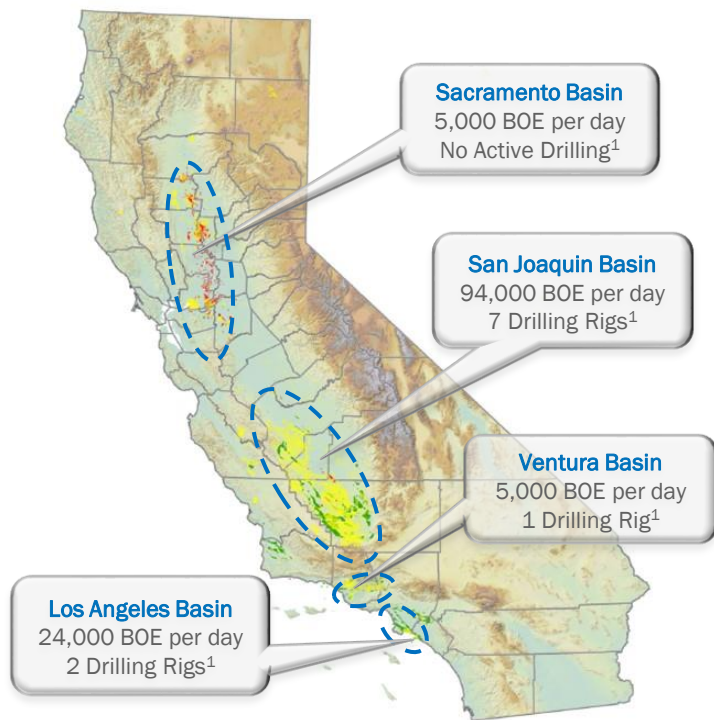 Sacramento Basin
5,000 BOE per day
No Active Drilling¹
San Joaquin Basin
94,000 BOE per day
7 Drilling Rigs¹
Ventura Basin
5,000 BOE per day
1 Drilling Rig¹
Los Angeles Basin
24,000 BOE per day
2 Drilling Rigs¹